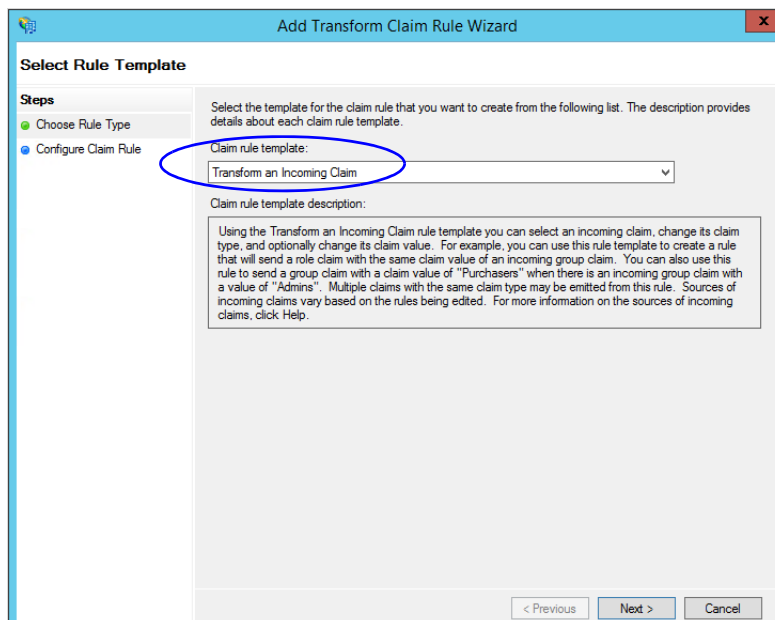 Add Transform Claim Rule Wizard
x
Select Rule Template
Steps
Choose Rule Type
Configure Claim Rule
Select the template for the claim rule that you want to create from the following list. The description provides
details about each claim rule template.
Claim rule template:
Transform an Incoming Claim
Claim rule template description:
Using the Transform an Incoming Claim rule template you can select an incoming claim, change its claim
type, and optionally change its claim value. For example, you can use this rule template to create a rule
that will send a role claim with the same claim value of an incoming group claim. You can also use this
rule to send a group claim with a claim value of "Purchasers" when there is an incoming group claim with
a value of "Admins". Multiple claims with the same claim type may be emitted from this rule. Sources of
incoming claims vary based on the rules being edited. For more information on the sources of incoming
claims, click Help.
< Previous
Next >
Cancel